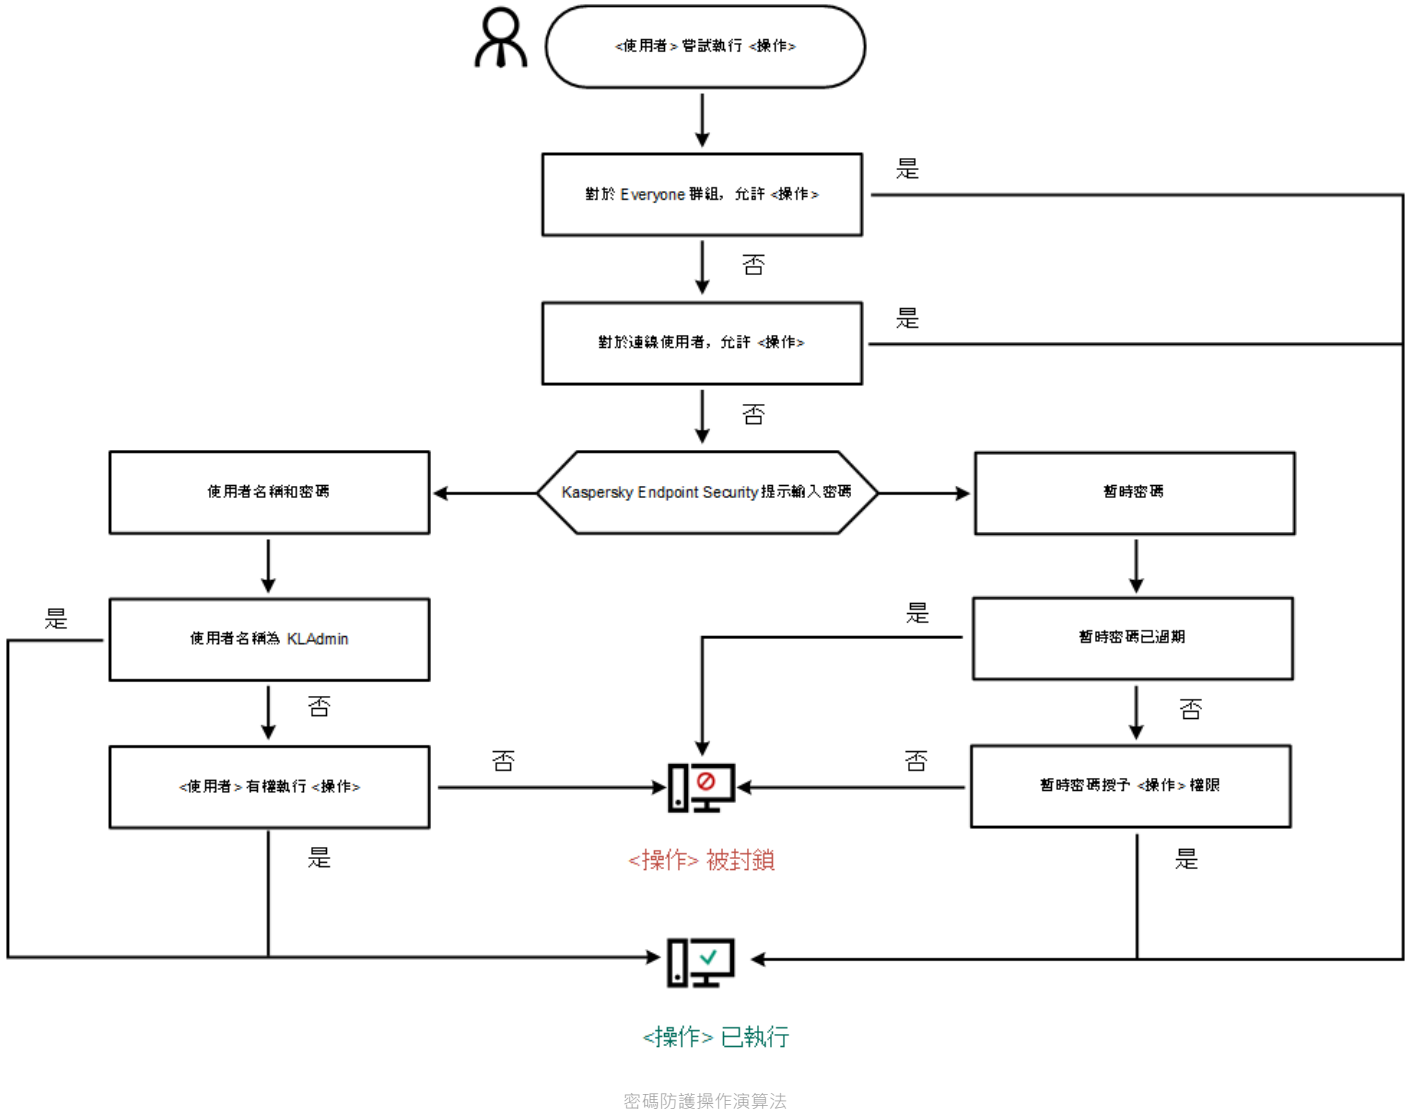 <使用者> 嘗試執行 <操作>
對於 Everyone 群組，允許 <操作>
是
否
對於連線使用者，允許 <操作>
是
否
使用者名稱和密碼
Kaspersky Endpoint Security 提示輸入密碼
暫時密碼
是
使用者名稱為 KLAdmin
是
暫時密碼已過期
否
否
<使用者> 有權執行 <操作>
否
否
暫時密碼授予 <操作> 權限
<操作> 被封鎖
是
是
<操作> 已執行
密碼防護操作演算法